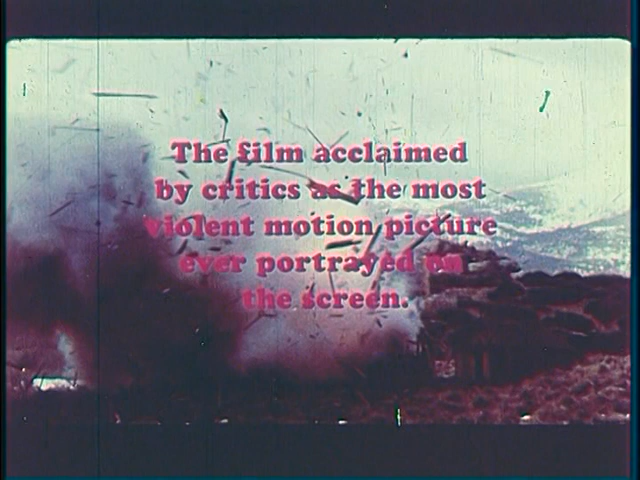 The film acclaimed
by critics as the most
violent motion picture
ever portrayed on
the screen.